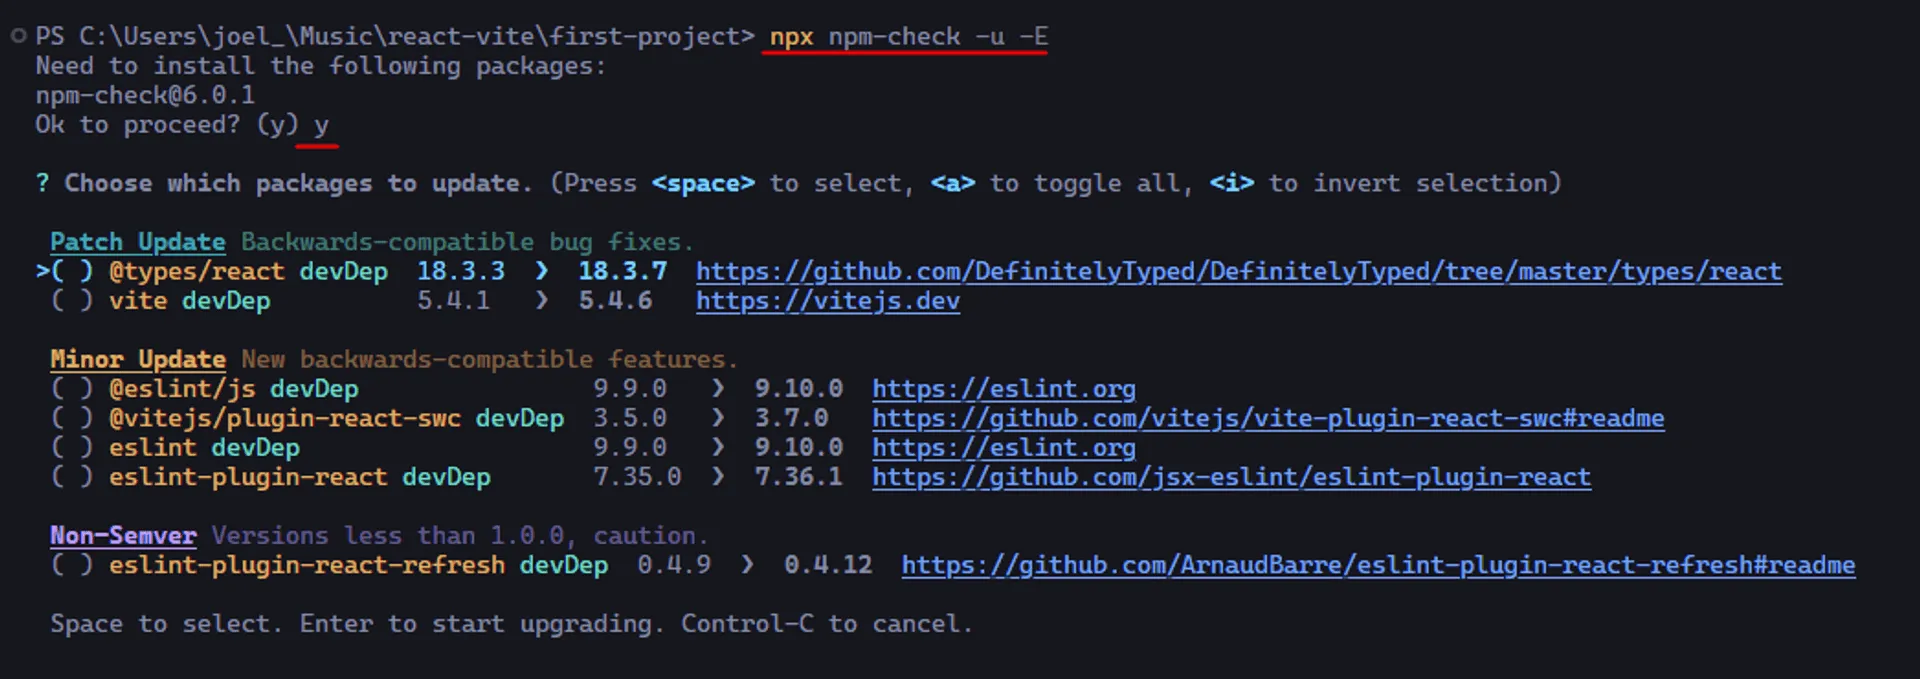 PS C:\Users\joel_\Music\react-vite\first-project> npx npm-check -u -E
Need to install the following packages:
npm-check@6.0.1
Ok to proceed? (y) y
? Choose which packages to update. (Press <space> to select, <a> to toggle all, <i> to invert selection)
Patch Update Backwards-compatible bug fixes.
>( ) @types/react devDep 18.3.3 ❯ 18.3.7 https://github.com/DefinitelyTyped/DefinitelyTyped/tree/master/types/react
( ) vite devDep 5.4.1 ❯ 5.4.6 https://vitejs.dev
Minor Update New backwards-compatible features.
( ) @eslint/js devDep 9.9.0 ❯ 9.10.0 https://eslint.org
( ) @vitejs/plugin-react-swc devDep 3.5.0 ❯ 3.7.0 https://github.com/vitejs/vite-plugin-react-swc#readme
( ) eslint devDep 9.9.0 ❯ 9.10.0 https://eslint.org
( ) eslint-plugin-react devDep 7.35.0 ❯ 7.36.1 https://github.com/jsx-eslint/eslint-plugin-react
Non-Semver Versions less than 1.0.0, caution.
( ) eslint-plugin-react-refresh devDep 0.4.9 ❯ 0.4.12 https://github.com/ArnaudBarre/eslint-plugin-react-refresh#readme
Space to select. Enter to start upgrading. Control-C to cancel.